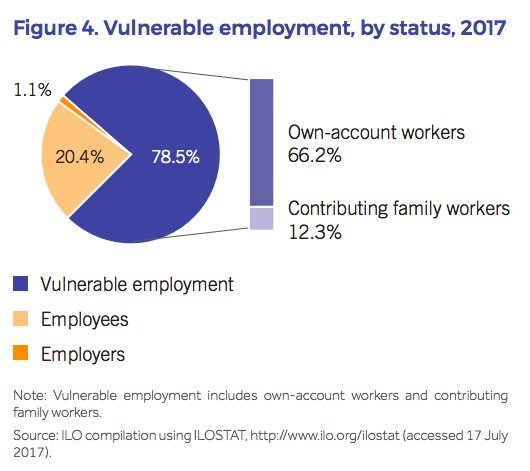 Figure 4. Vulnerable employment, by status, 2017
1.1%
20.4%
78.5%
Own-account workers
66.2%
Contributing family workers
12.3%
Vulnerable employment
Employees
Employers
Note: Vulnerable employment includes own-account workers and contributing
family workers.
Source: ILO compilation using ILOSTAT, http://www.ilo.org/ilostat (accessed 17 July
2017).